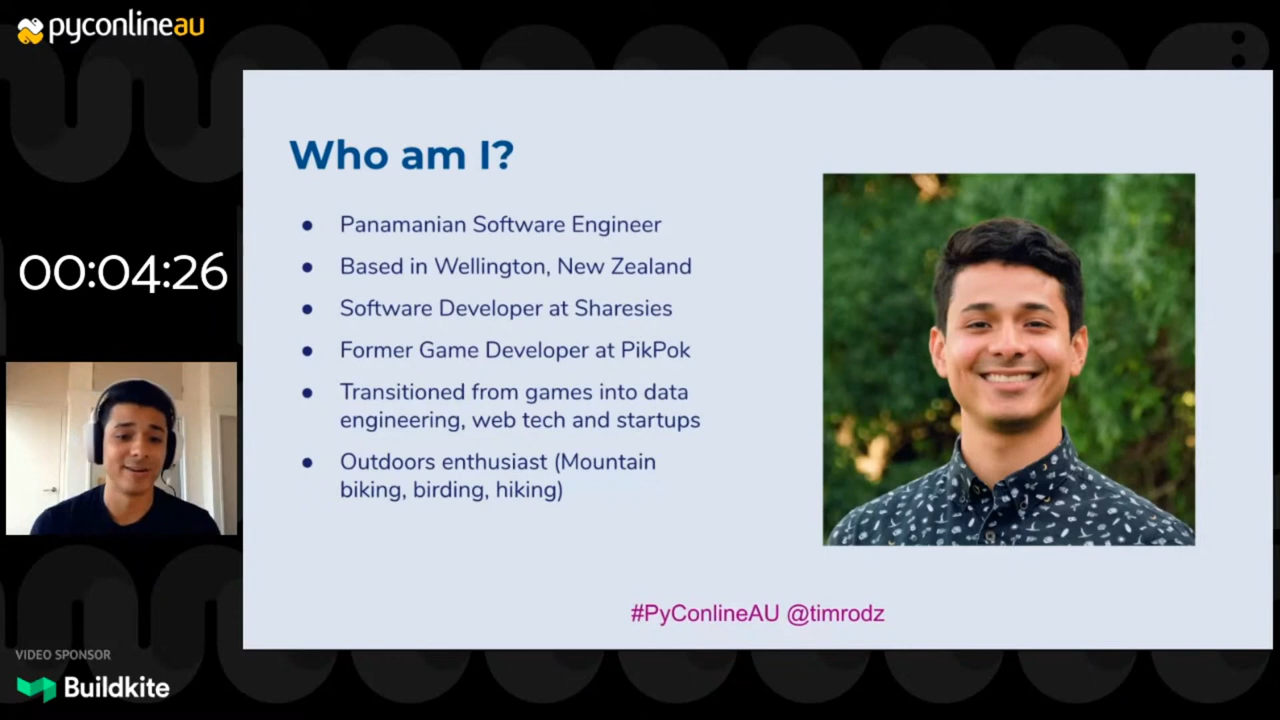 pyconlineau
Who am I?
● Panamanian Software Engineer
● Based in Wellington, New Zealand
● Software Developer at Sharesies
● Former Game Developer at PikPok
● Transitioned from games into data
engineering, web tech and startups
● Outdoors enthusiast (Mountain
biking, birding, hiking)
#PyConlineAU @timrodz
00:04:26
VIDEO SPONSOR
Buildkite